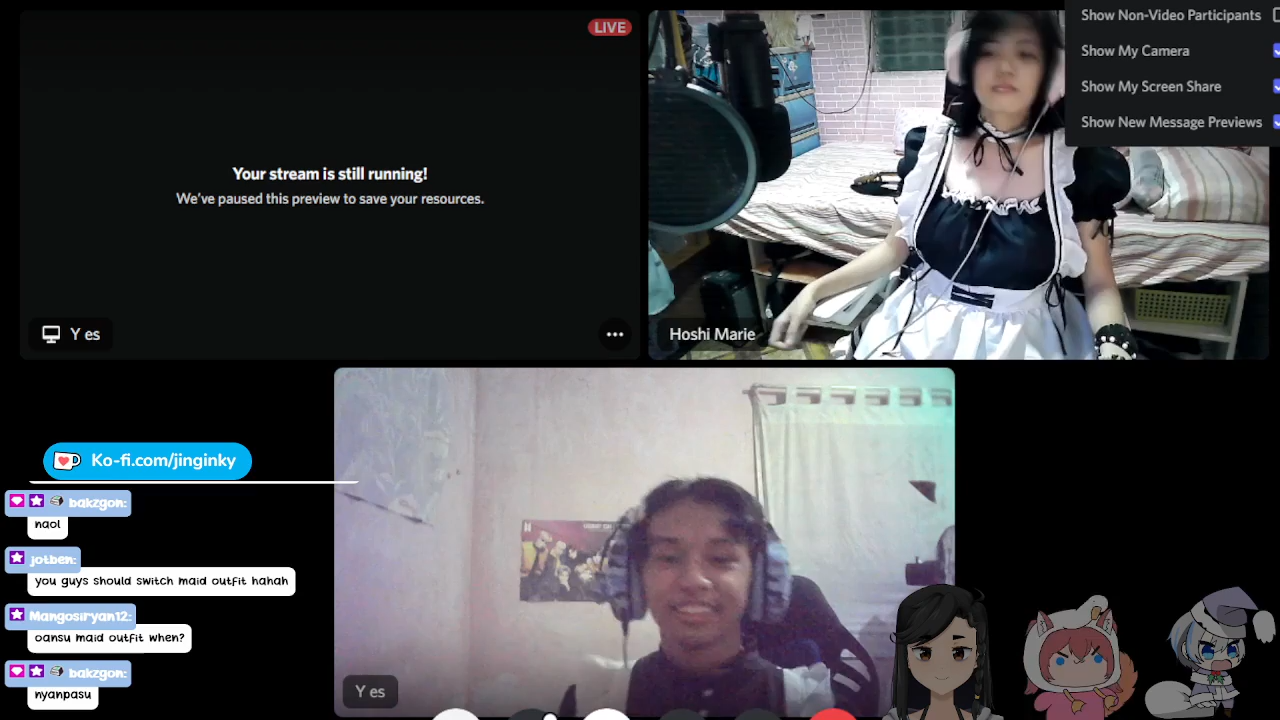 LIVE
Show Non-Video Participants
Show My Camera
Show My Screen Share
Show New Message Previews
Your stream is still running!
We've paused this preview to save your resources.
Y es
Hoshi Marie
Ko-fi.com/jinginky
bakzgon:
naol
jotben:
you guys should switch maid outfit hahah
Mangosiryan12:
oansu maid outfit when?
bakzgon:
nyanpasu
Y es